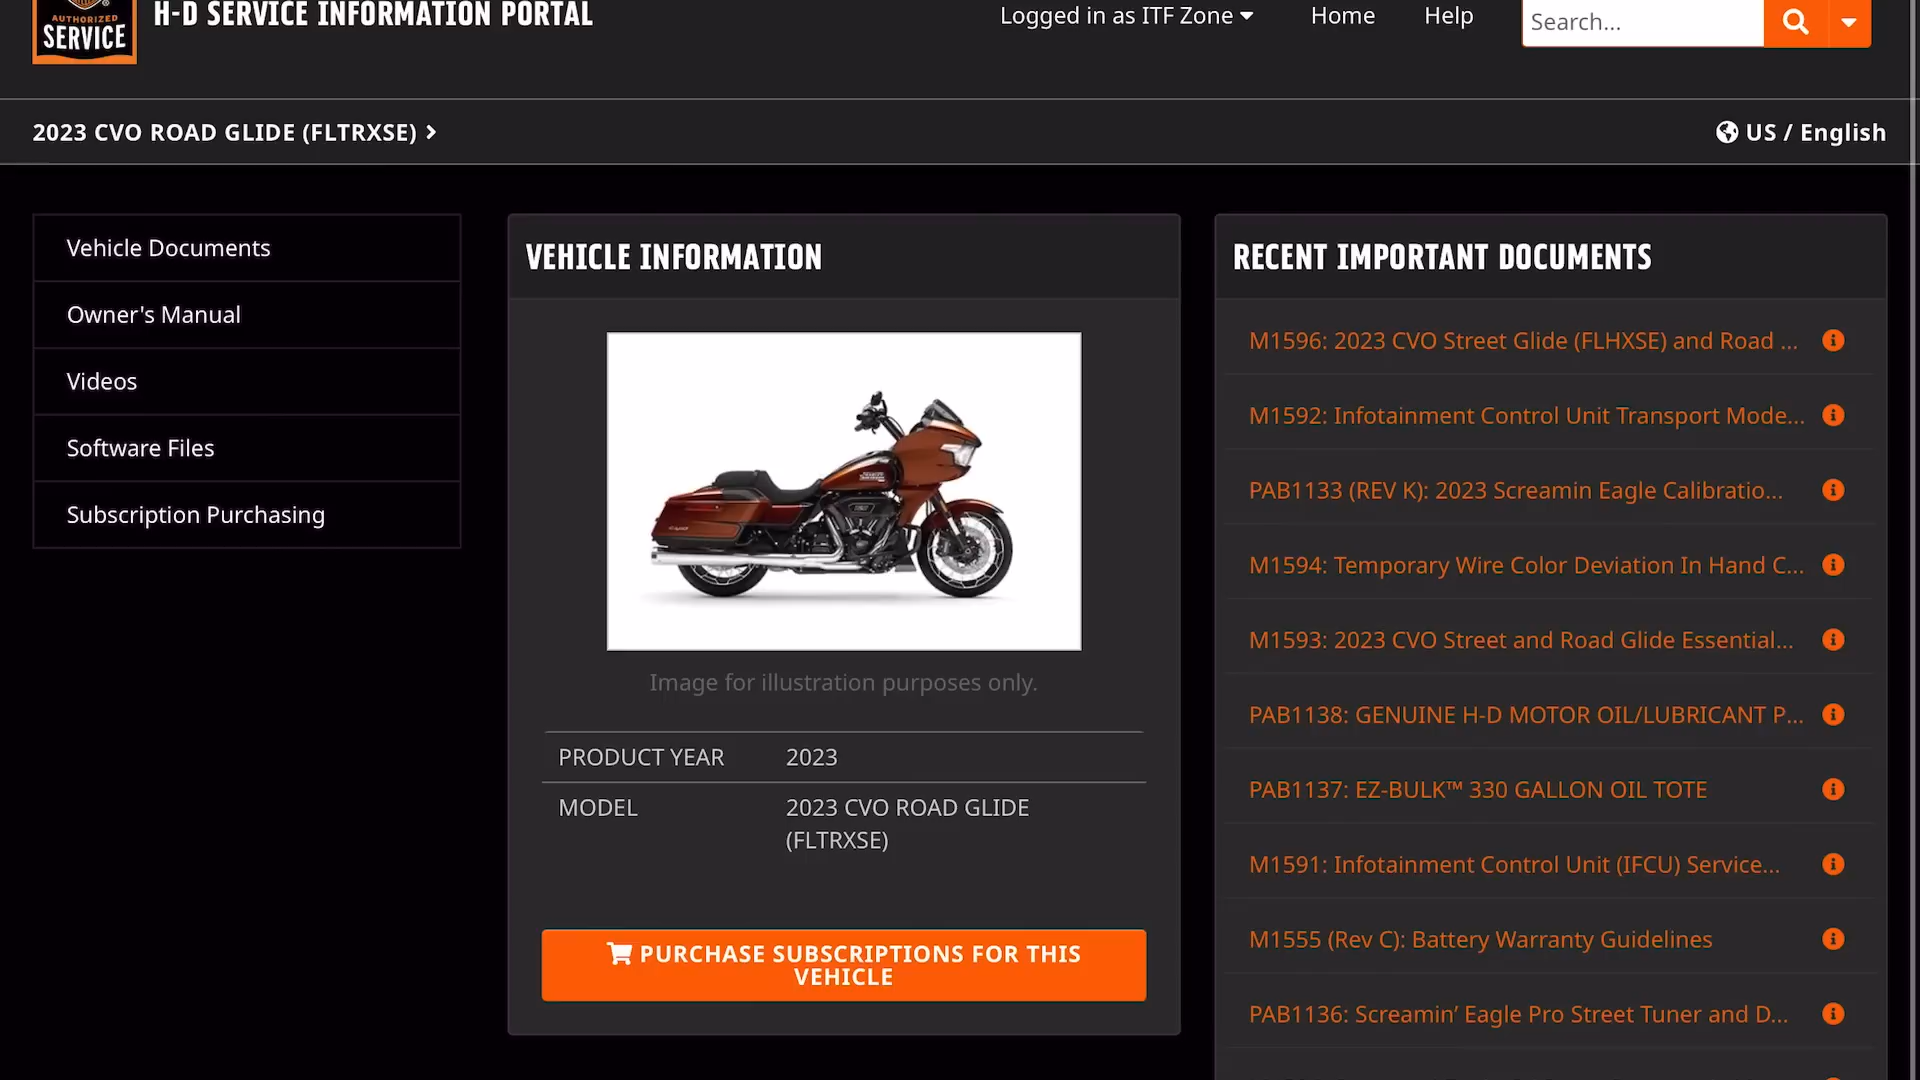 H-D SERVICE INFORMATION PORTAL
AUTHORIZED
SERVICE
Logged in as ITF Zone
Home
Help
Search...
2023 CVO ROAD GLIDE (FLTRXSE)
US / English
Vehicle Documents
Owner's Manual
Videos
Software Files
Subscription Purchasing
VEHICLE INFORMATION
Image for illustration purposes only.
PRODUCT YEAR 2023
MODEL 2023 CVO ROAD GLIDE
(FLTRXSE)
PURCHASE SUBSCRIPTIONS FOR THIS
VEHICLE
RECENT IMPORTANT DOCUMENTS
M1596: 2023 CVO Street Glide (FLHXSE) and Road ...
M1592: Infotainment Control Unit Transport Mode...
PAB1133 (REV K): 2023 Screamin Eagle Calibratio...
M1594: Temporary Wire Color Deviation In Hand C...
M1593: 2023 CVO Street and Road Glide Essential...
PAB1138: GENUINE H-D MOTOR OIL/LUBRICANT P...
PAB1137: EZ-BULK™ 330 GALLON OIL TOTE
M1591: Infotainment Control Unit (IFCU) Service...
M1555 (Rev C): Battery Warranty Guidelines
PAB1136: Screamin’ Eagle Pro Street Tuner and D...